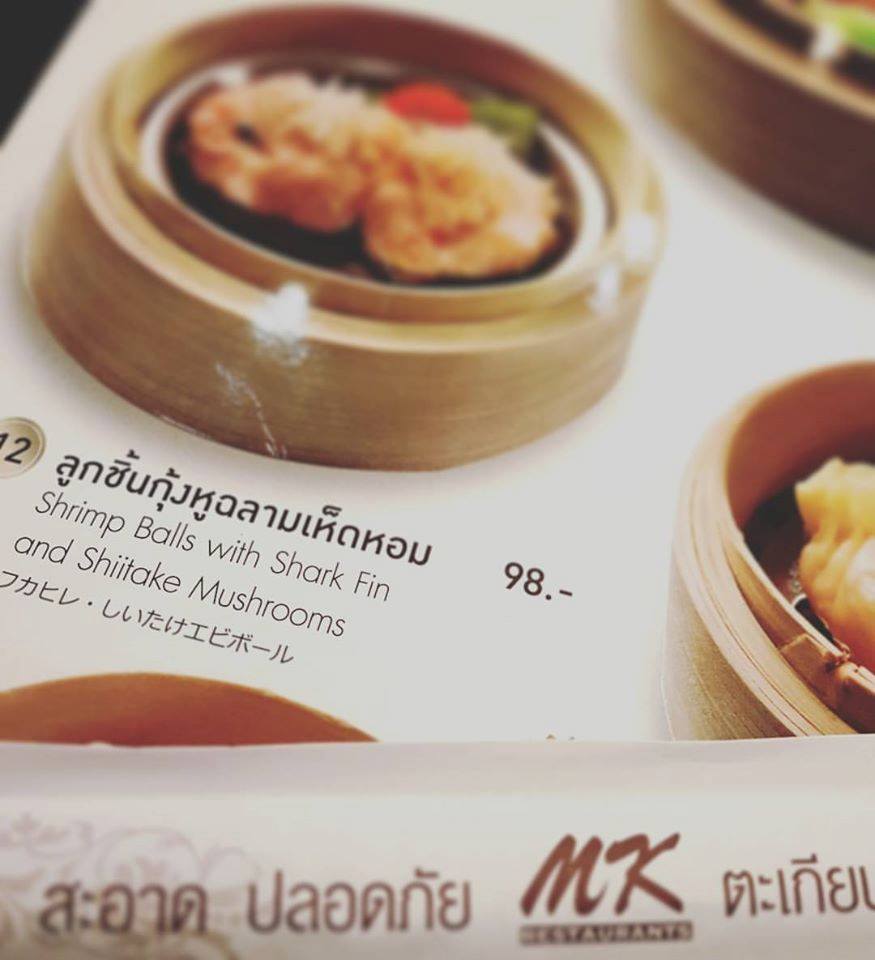 12
ลูกชิ้นกุ้งหูฉลามเห็ดหอม
Shrimp Balls with Shark Fin
and Shiitake Mushrooms
フカヒレ・しいたけエビボール
98.-
สะอาด ปลอดภัย
MK
RESTAURANTS
ตะเกีย